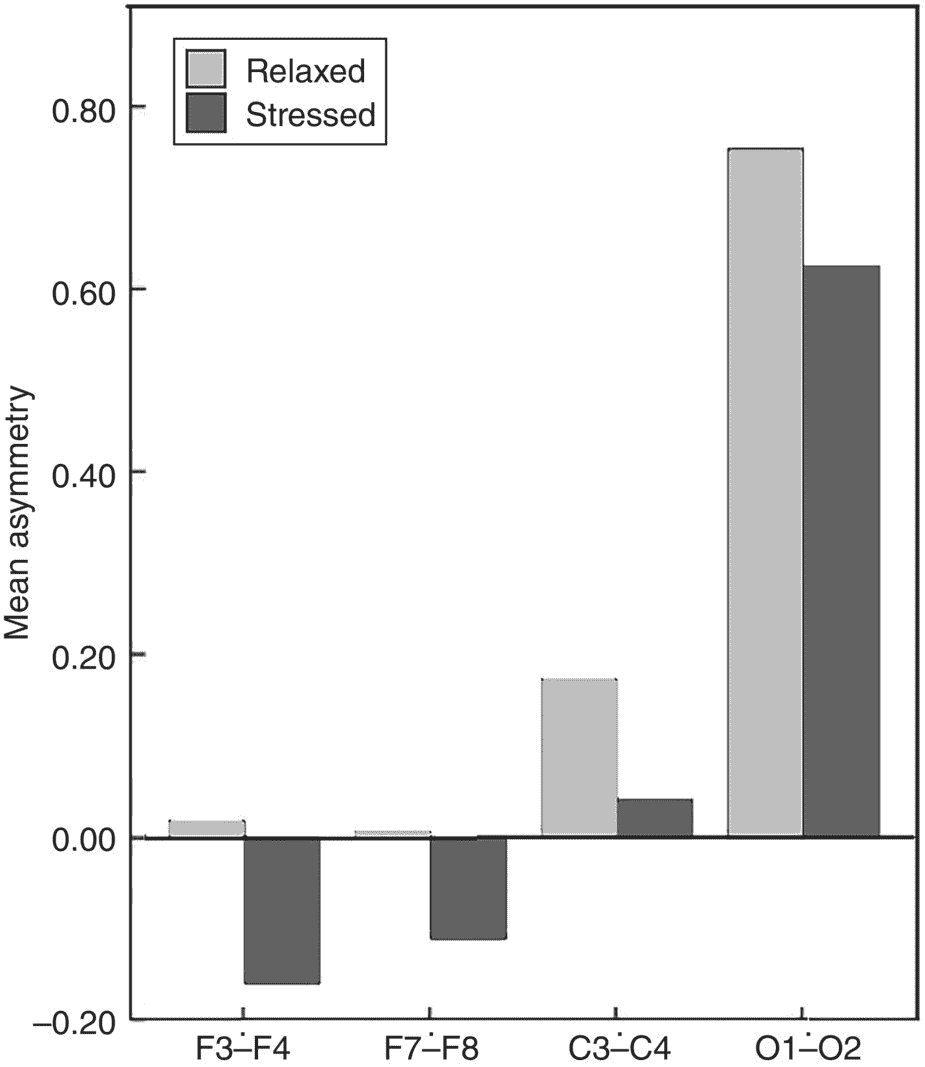 Relaxed
Stressed
0.80
0.60
0.40
0.20
0.00
–0.20
Mean asymmetry
F3–F4
F7–F8
C3–C4
O1–O2